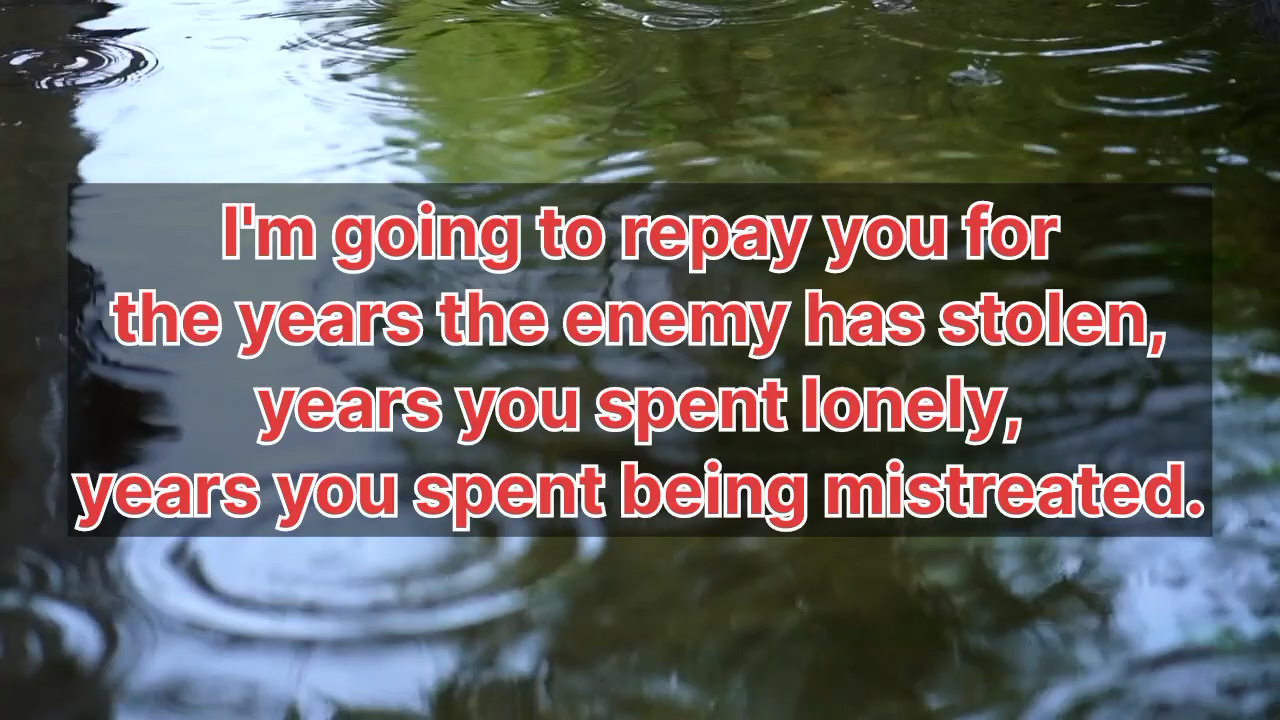 I'm going to repay you for
the years the enemy has stolen,
years you spent lonely,
years you spent being mistreated.